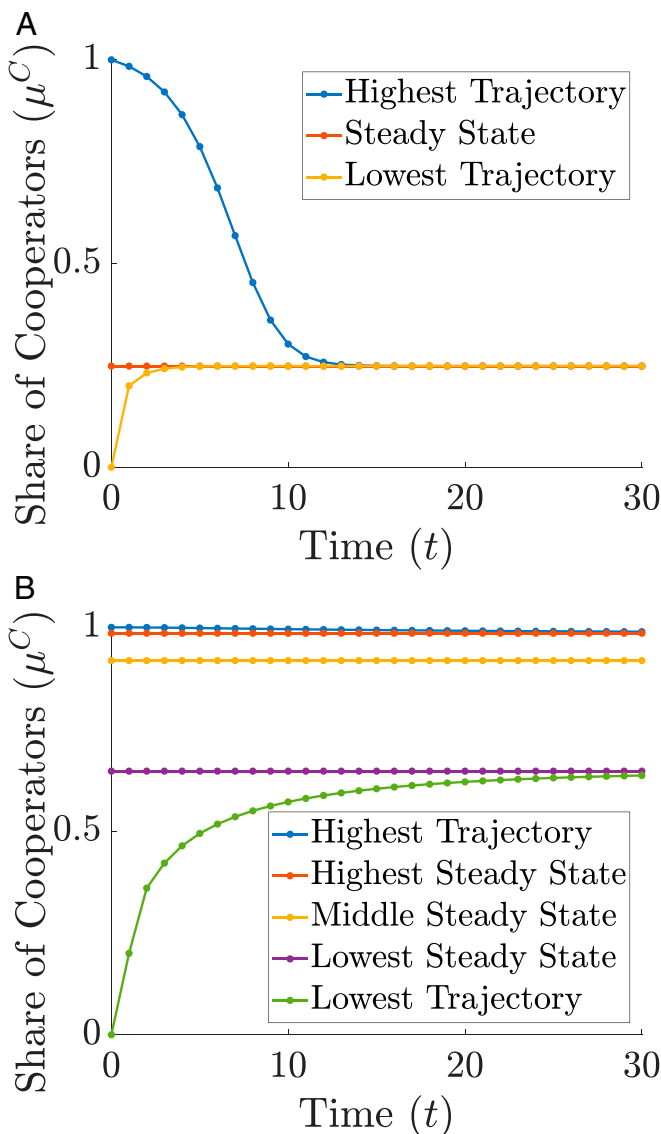 A
Share of Cooperators (μ^C)
1
0.5
0
Highest Trajectory
Steady State
Lowest Trajectory
0 10 20 30
Time (t)
B
Share of Cooperators (μ^C)
1
0.5
0
Highest Trajectory
Highest Steady State
Middle Steady State
Lowest Steady State
Lowest Trajectory
0 10 20 30
Time (t)